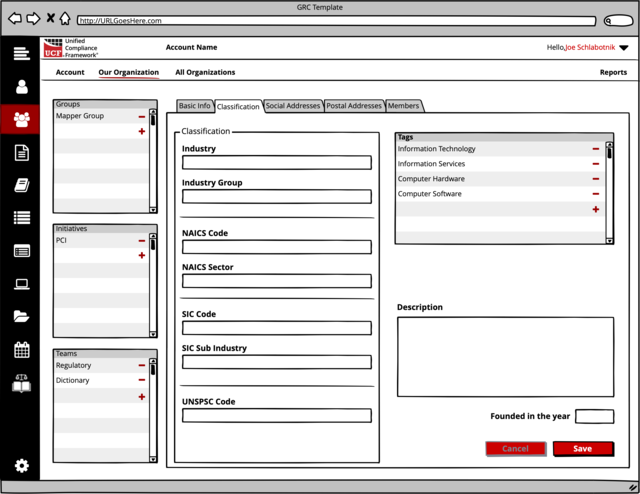 GRC Template
http://URLGoesHere.com
UCF
Unified
Compliance
Framework™
Account Name
Hello,Joe Schlabotnik
Account
Our Organization
All Organizations
Reports
Groups
Mapper Group
Initiatives
PCI
Teams
Regulatory
Dictionary
Basic Info
Classification
Social Addresses
Postal Addresses
Members
Classification
Industry
Industry Group
NAICS Code
NAICS Sector
SIC Code
SIC Sub Industry
UNSPSC Code
Tags
Information Technology
Information Services
Computer Hardware
Computer Software
Description
Founded in the year
Cancel
Save